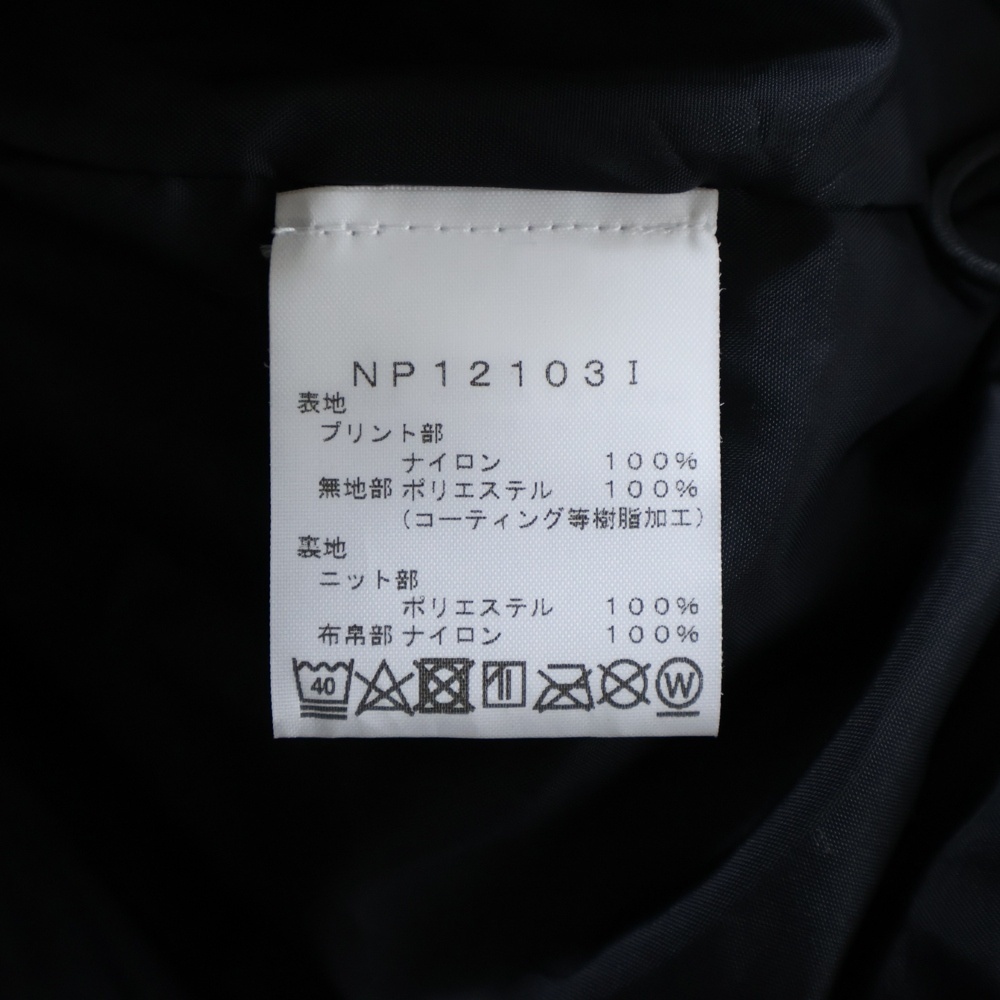 NP12103I
表地
プリント部
ナイロン 100%
無地部 ポリエステル 100%
(コーティング等樹脂加工)
裏地
ニット部
ポリエステル 100%
布帛部 ナイロン 100%
40 W